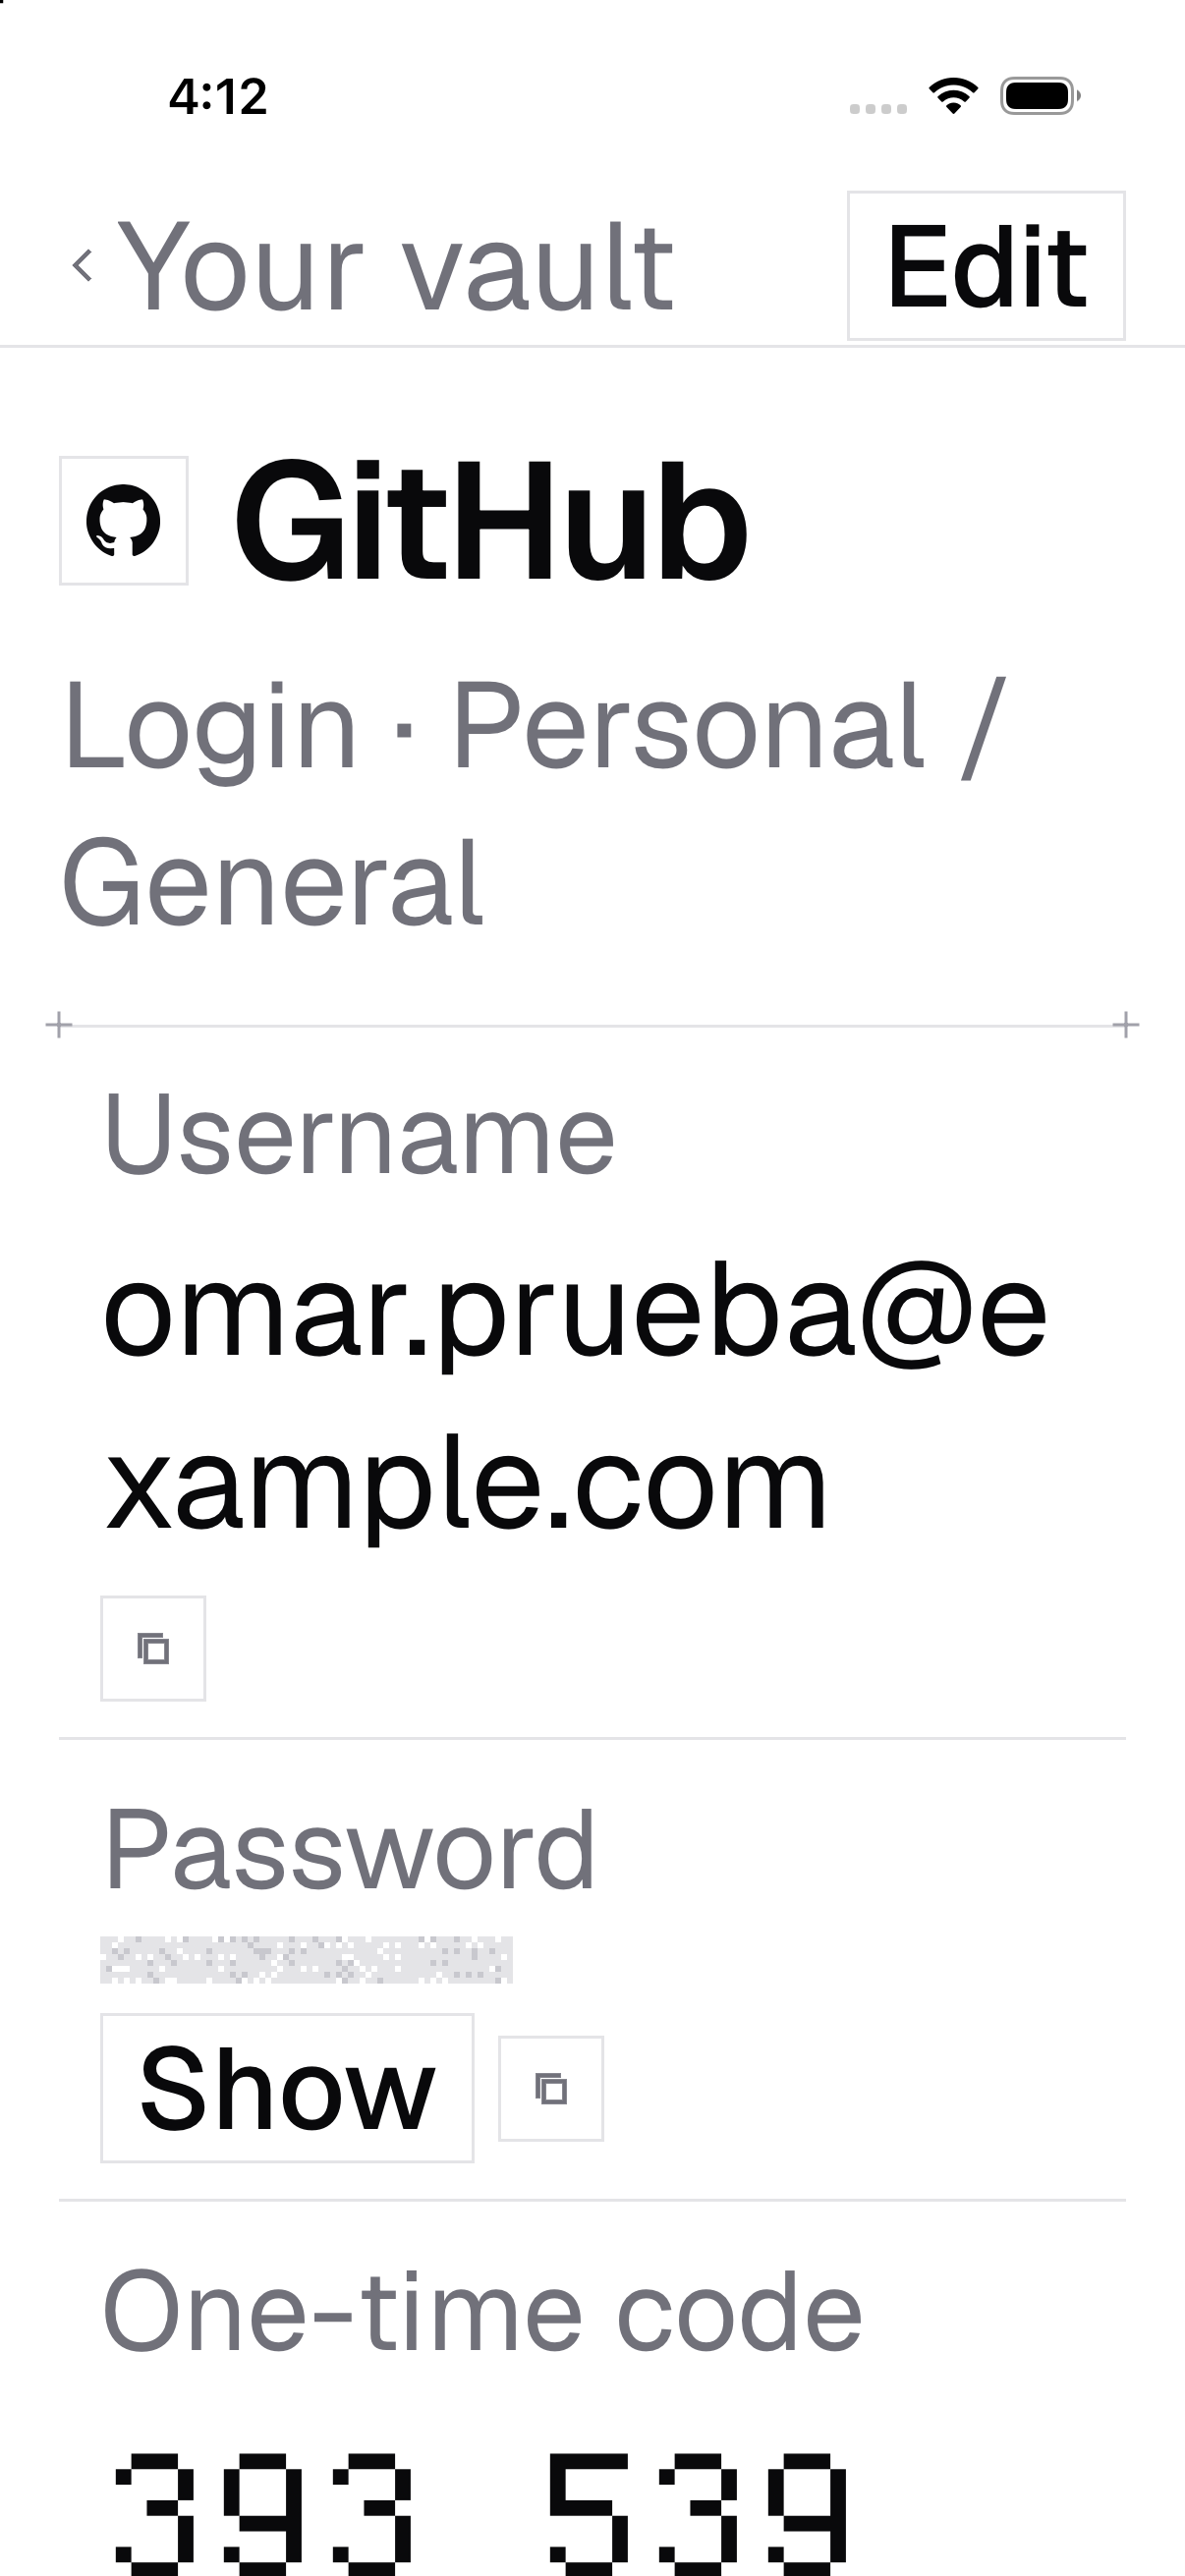 4:12
Your vault
Edit
GitHub
Login · Personal /
General
Username
omar.prueba@e
xample.com
Password
Show
One-time code
393 539